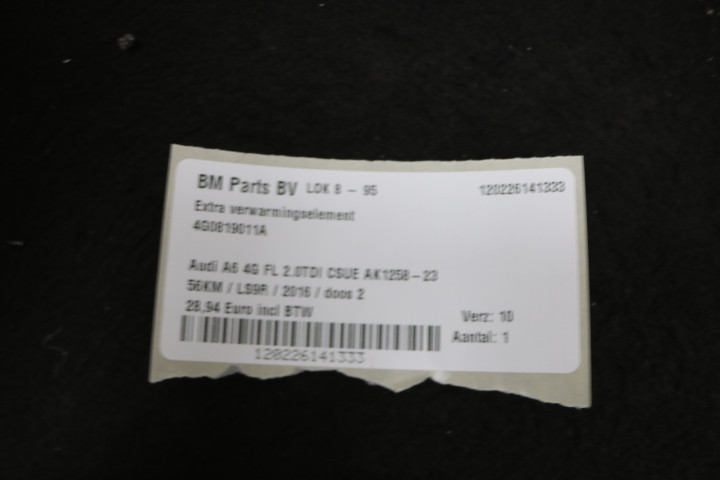 BM Parts BV LOK 8 - 95 120226141333
Extra verwarmingselement
4G0819011A
Audi A6 4G FL 2.0TDI CSUE AK1258-23
56KM / LS9R / 2016 / doos 2
28,94 Euro incl BTW
Verz: 10
Aantal: 1
120226141333